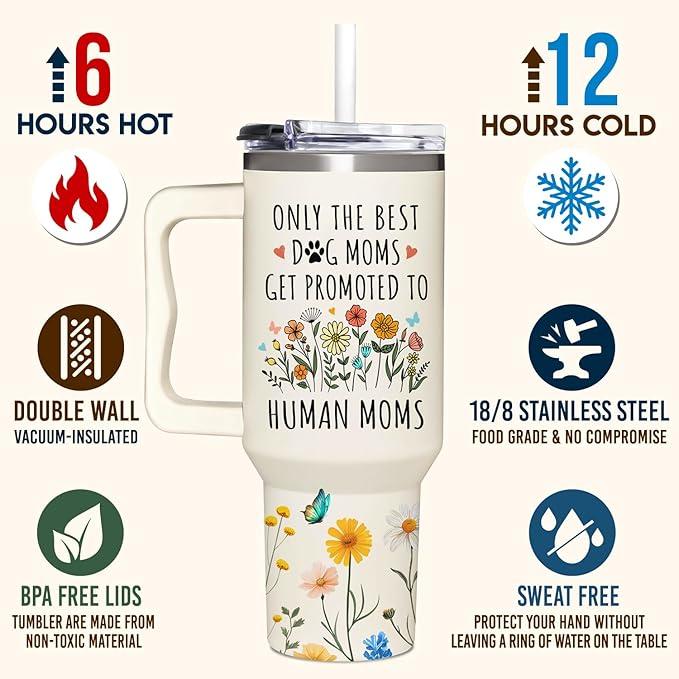 6
HOURS HOT
12
HOURS COLD
ONLY THE BEST
D G MOMS
GET PROMOTED TO
HUMAN MOMS
DOUBLE WALL
VACUUM-INSULATED
18/8 STAINLESS STEEL
FOOD GRADE & NO COMPROMISE
BPA FREE LIDS
TUMBLER ARE MADE FROM
NON-TOXIC MATERIAL
SWEAT FREE
PROTECT YOUR HAND WITHOUT
LEAVING A RING OF WATER ON THE TABLE